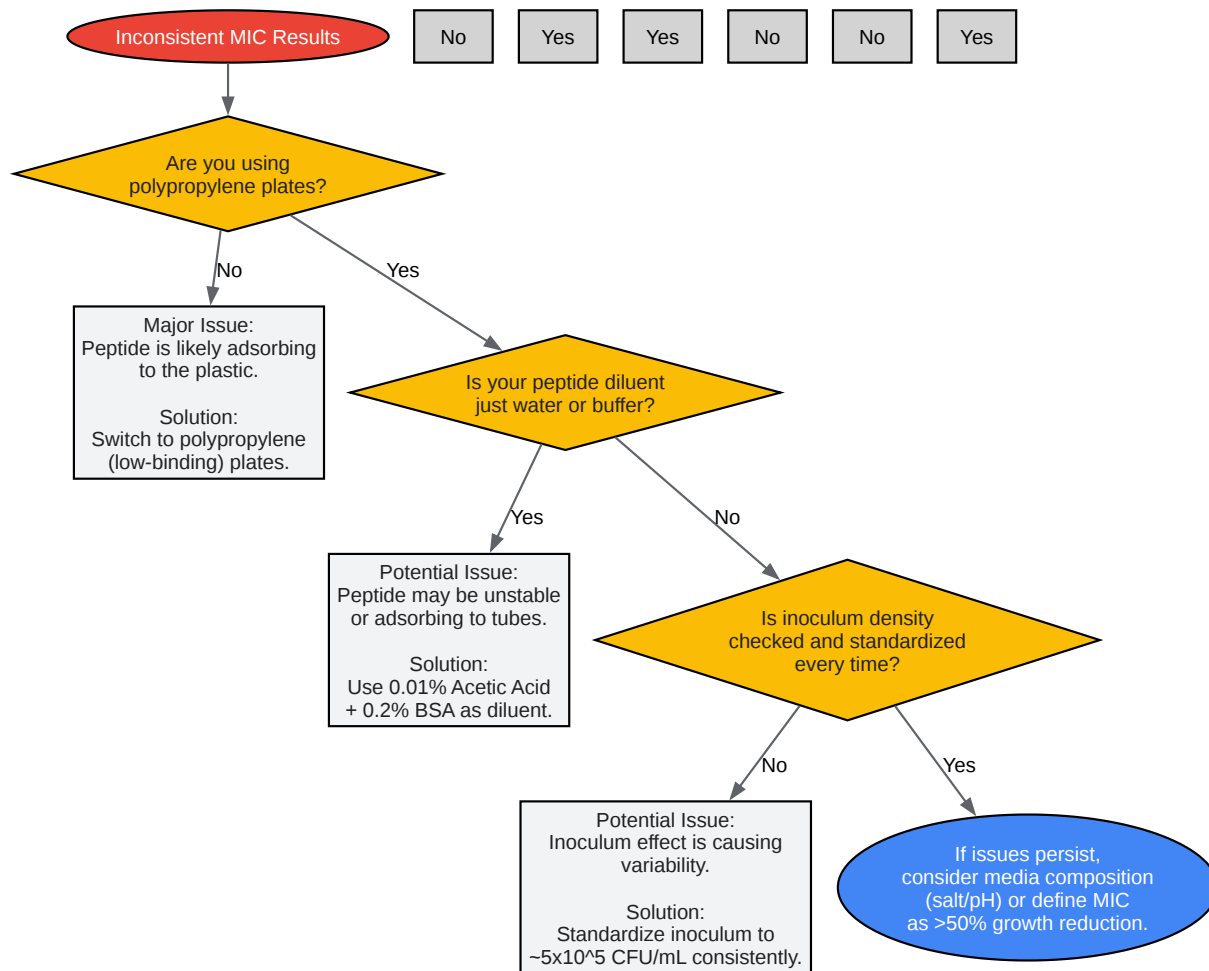 Inconsistent MIC Results
No
Yes
Yes
No
No
Yes
Are you using
polypropylene plates?
No
Yes
Major Issue:
Peptide is likely adsorbing
to the plastic.
Solution:
Switch to polypropylene
(low-binding) plates.
Is your peptide diluent
just water or buffer?
Yes
No
Potential Issue:
Peptide may be unstable
or adsorbing to tubes.
Solution:
Use 0.01% Acetic Acid
+ 0.2% BSA as diluent.
Is inoculum density
checked and standardized
every time?
No
Yes
Potential Issue:
Inoculum effect is causing
variability.
Solution:
Standardize inoculum to
~5x10^5 CFU/mL consistently.
If issues persist,
consider media composition
(salt/pH) or define MIC
as >50% growth reduction.